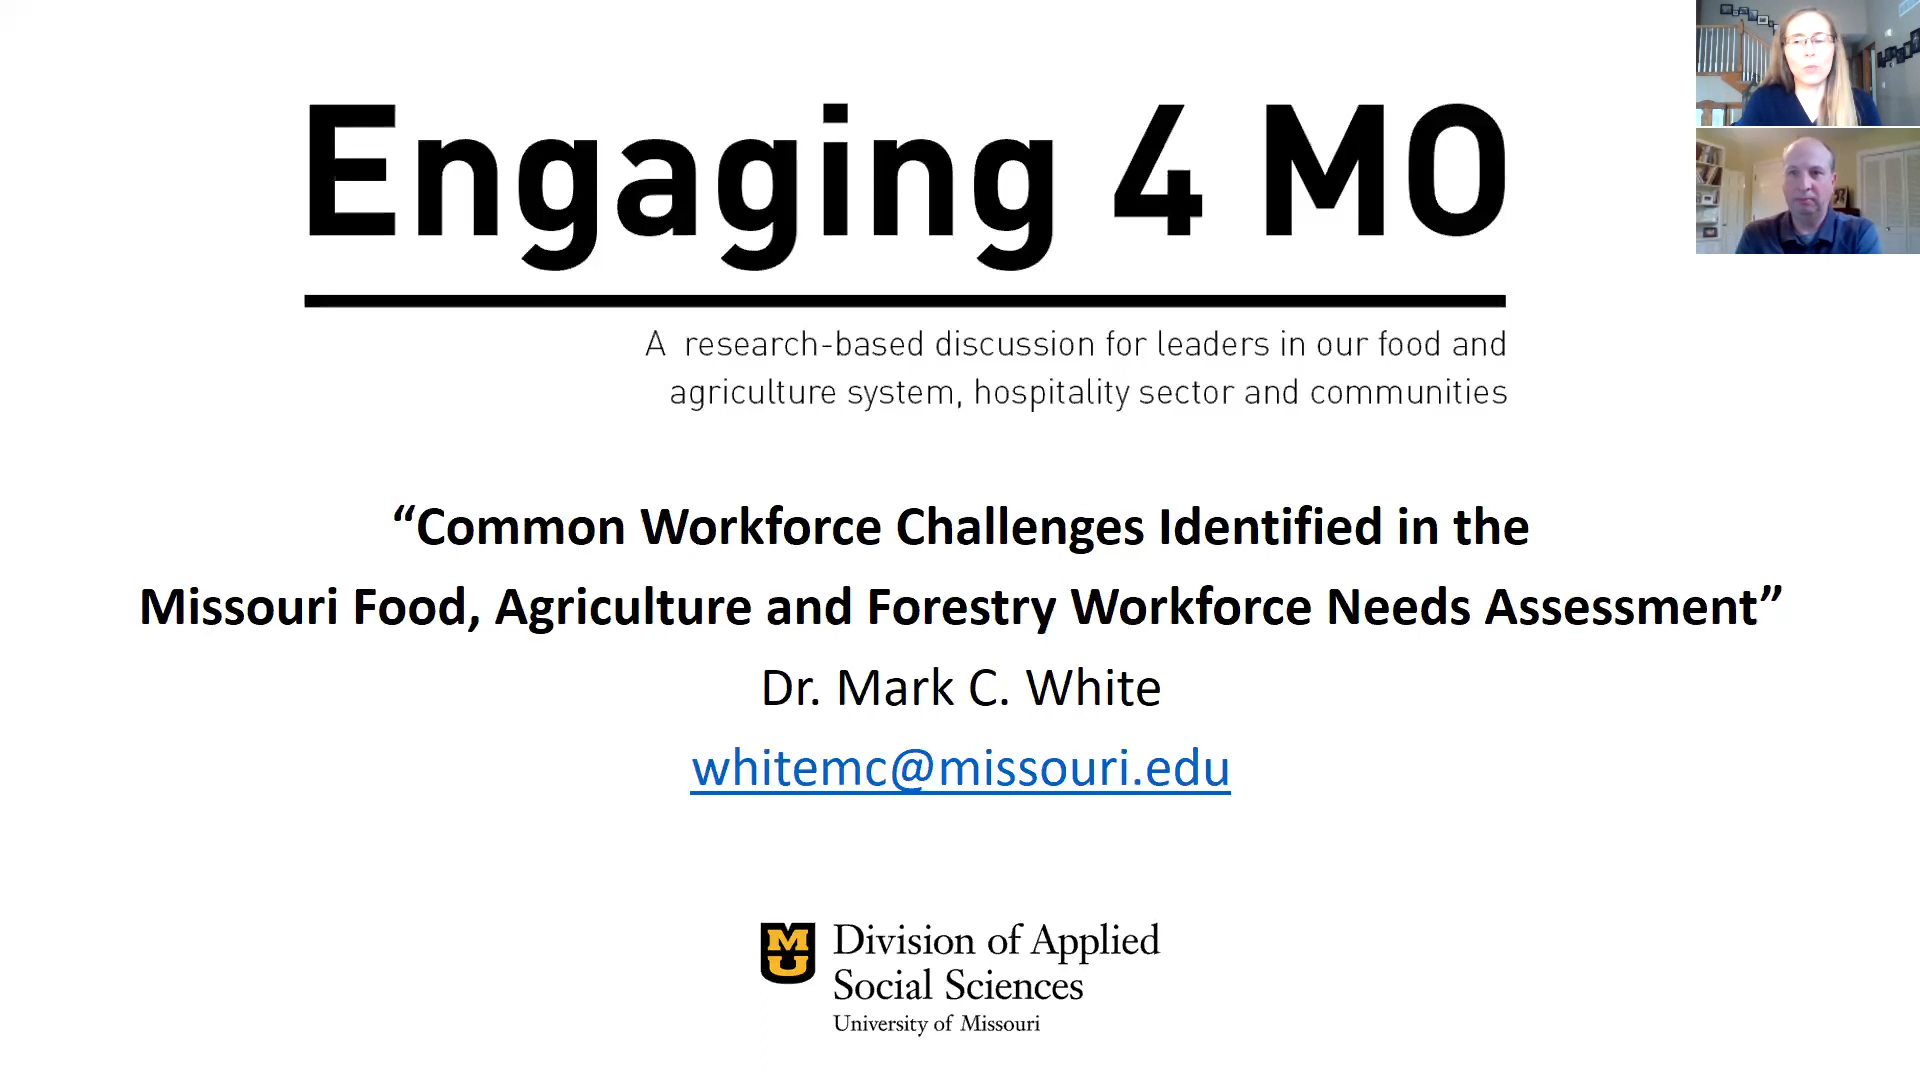 Engaging 4 MO
A research-based discussion for leaders in our food and
agriculture system, hospitality sector and communities
“Common Workforce Challenges Identified in the
Missouri Food, Agriculture and Forestry Workforce Needs Assessment”
Dr. Mark C. White
whitemc@missouri.edu
MU
Division of Applied
Social Sciences
University of Missouri